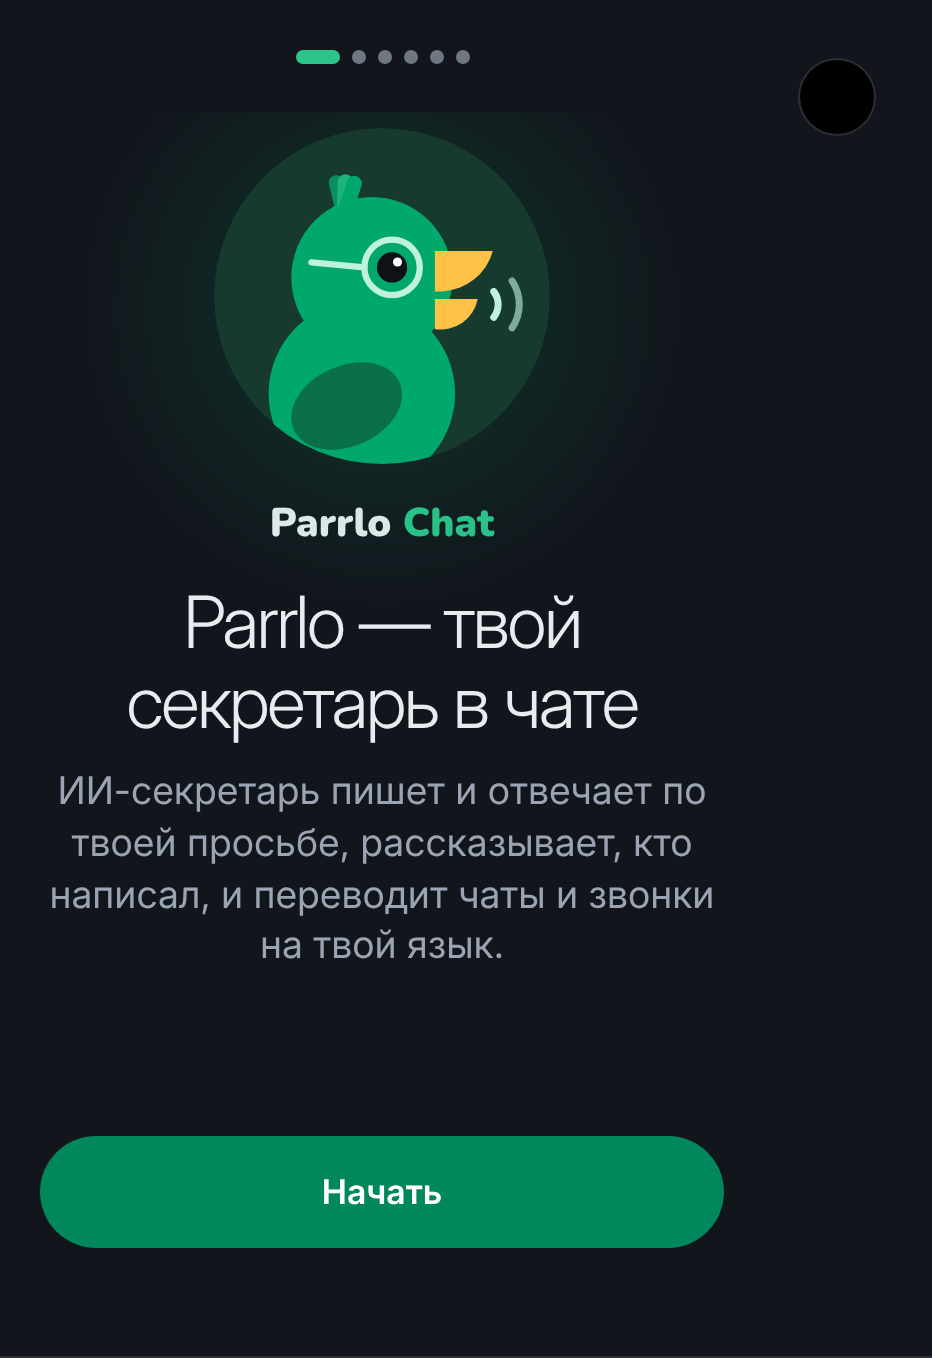 Parrlo Chat
Parrlo — твой
секретарь в чате
ИИ-секретарь пишет и отвечает по
твоей просьбе, рассказывает, кто
написал, и переводит чаты и звонки
на твой язык.
Начать